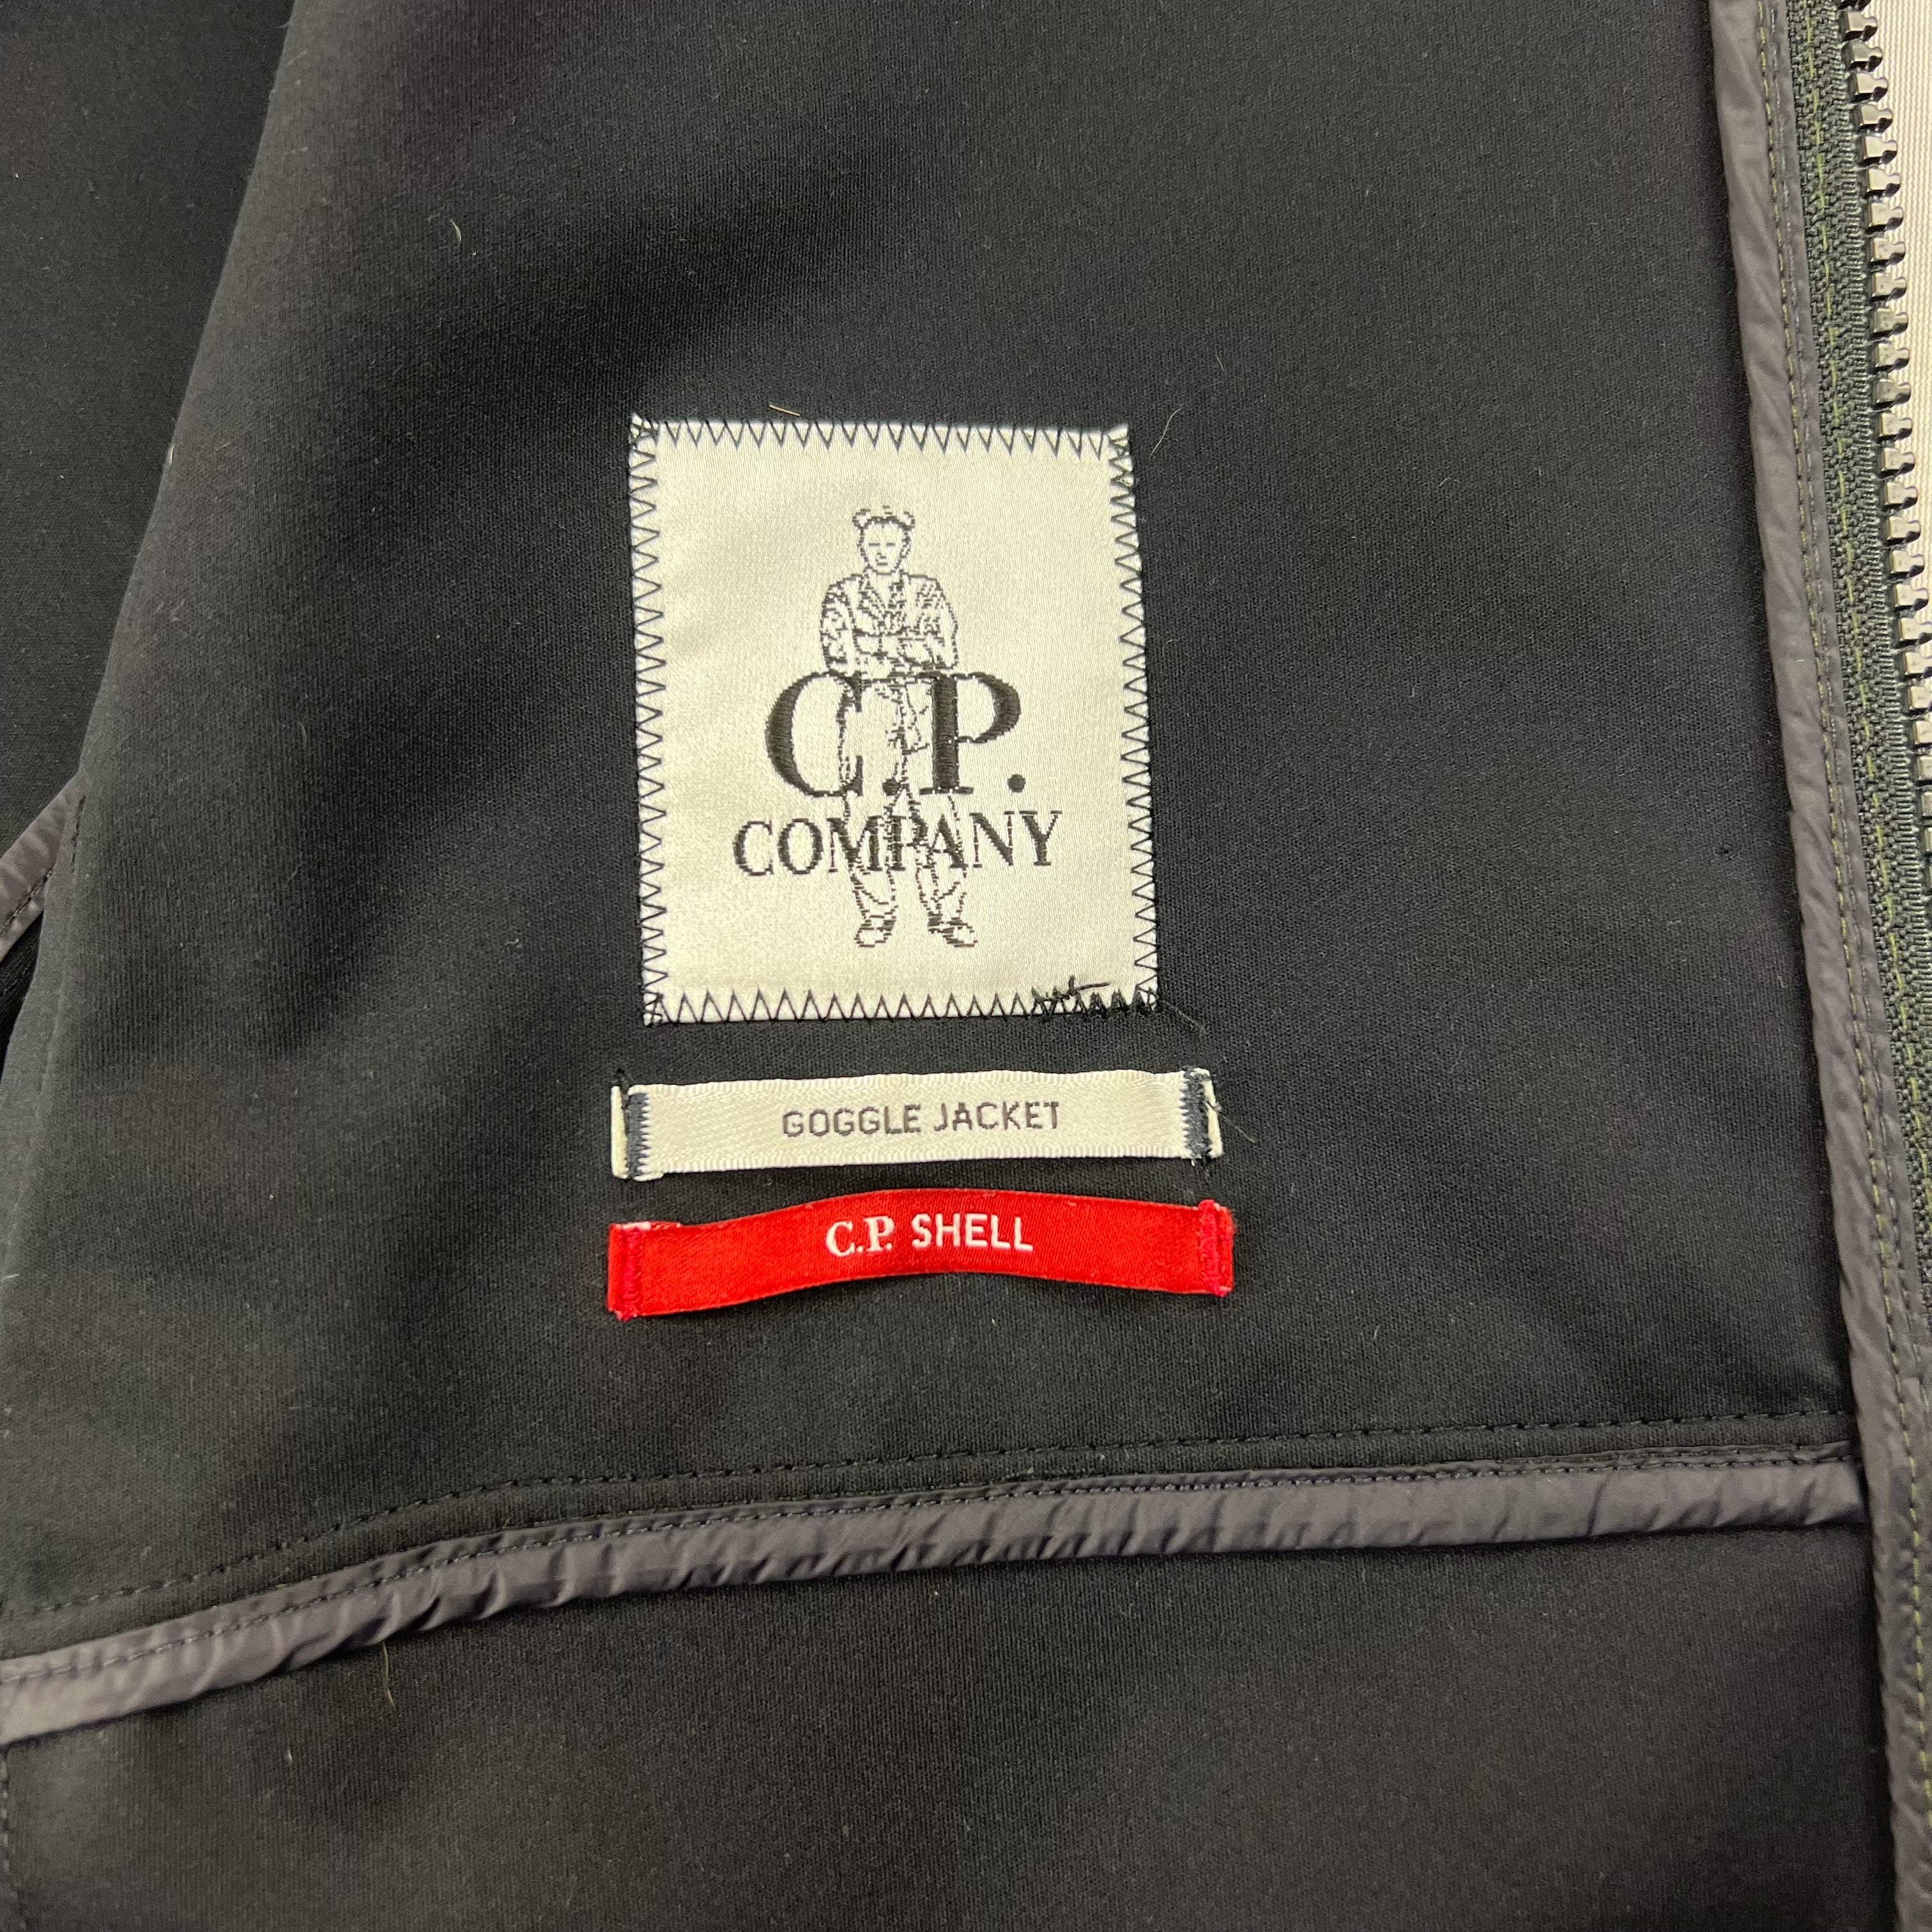 C.P.
COMPANY
GOGGLE JACKET
C.P. SHELL